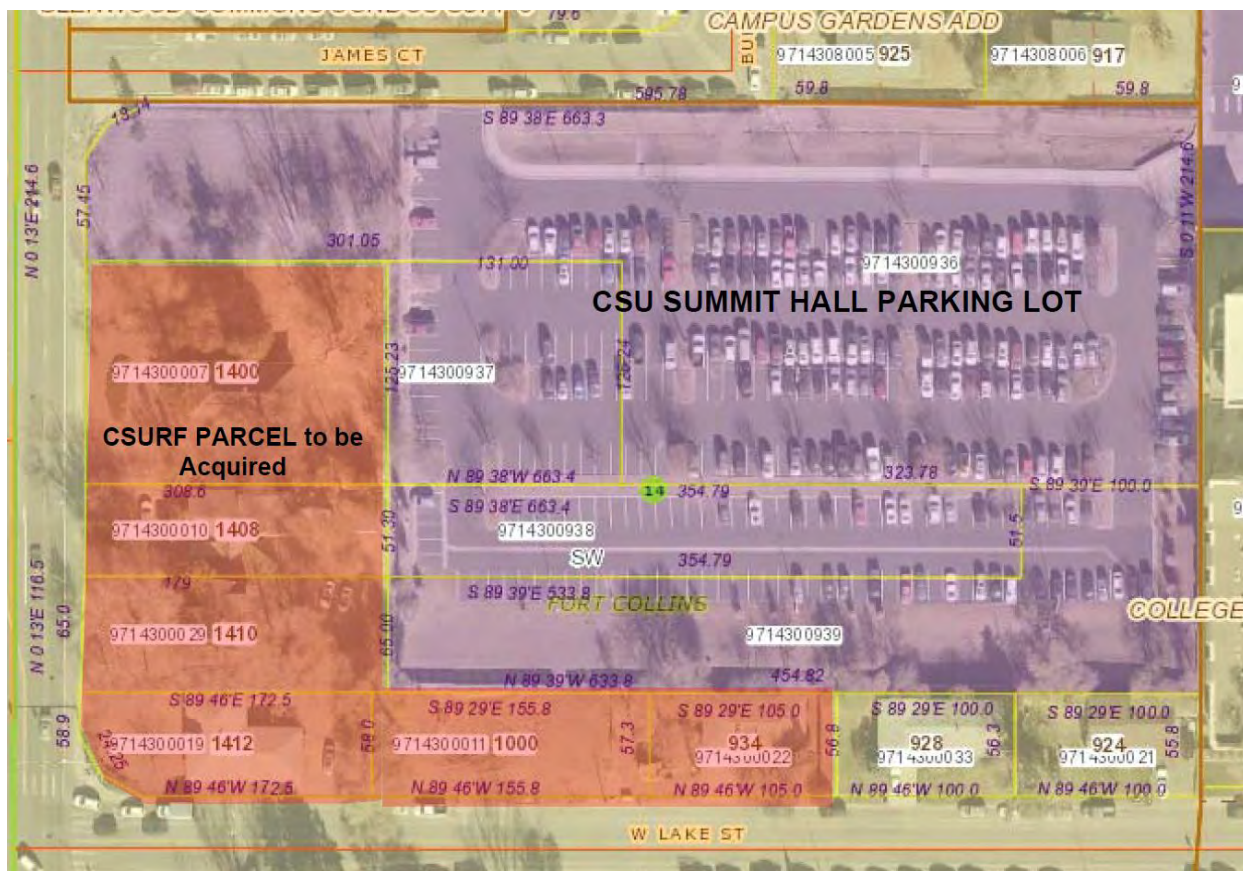 GLENWOOD COMMONS CONDOS SUPP
79.6
CAMPUS GARDENS ADD
JAMES CT
BUI
9714308005 925
9714308006 917
59.8
59.8
595.78
13.74
S 89 38'E 663.3
N 0 13'E 214.6
57.45
S 0 11'W 214.6
301.05
131.00
9714300936
CSU SUMMIT HALL PARKING LOT
9714300007 1400
125.23
9714300937
125.24
CSURF PARCEL to be
Acquired
N 89 38'W 663.4
323.78
308.6
14
354.79
S 89 39'E 100.0
S 89 38'E 663.4
9714300010 1408
51.30
9714300938
51.5
SW
354.79
N 0 13'E 116.5
179
S 89 39'E 533.8
FORT COLLINS
65.0
COLLEGE
9714300029 1410
65.00
9714300939
N 89 39'W 633.8
454.82
S 89 46'E 172.5
S 89 29'E 155.8
S 89 29'E 105.0
S 89 29'E 100.0
S 89 29'E 100.0
58.9
9714300019 1412
58.0
9714300011 1000
57.3
934
9714300022
56.8
928
9714300033
56.3
924
9714300021
55.8
N 89 46'W 172.5
N 89 46'W 155.8
N 89 46'W 105.0
N 89 46'W 100.0
N 89 46'W 100.0
W LAKE ST